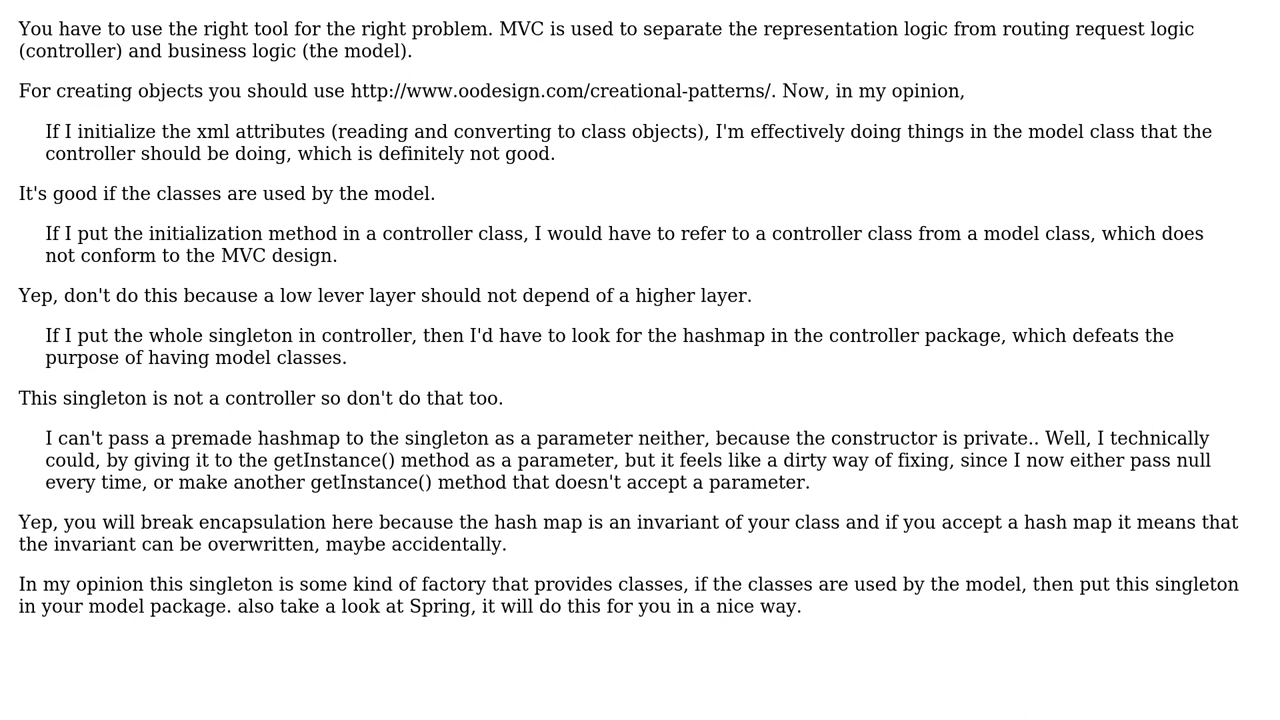 You have to use the right tool for the right problem. MVC is used to separate the representation logic from routing request logic
(controller) and business logic (the model).
For creating objects you should use http://www.oodesign.com/creational-patterns/. Now, in my opinion,
If I initialize the xml attributes (reading and converting to class objects), I'm effectively doing things in the model class that the
controller should be doing, which is definitely not good.
It's good if the classes are used by the model.
If I put the initialization method in a controller class, I would have to refer to a controller class from a model class, which does
not conform to the MVC design.
Yep, don't do this because a low lever layer should not depend of a higher layer.
If I put the whole singleton in controller, then I'd have to look for the hashmap in the controller package, which defeats the
purpose of having model classes.
This singleton is not a controller so don't do that too.
I can't pass a premade hashmap to the singleton as a parameter neither, because the constructor is private.. Well, I technically
could, by giving it to the getInstance() method as a parameter, but it feels like a dirty way of fixing, since I now either pass null
every time, or make another getInstance() method that doesn't accept a parameter.
Yep, you will break encapsulation here because the hash map is an invariant of your class and if you accept a hash map it means that
the invariant can be overwritten, maybe accidentally.
In my opinion this singleton is some kind of factory that provides classes, if the classes are used by the model, then put this singleton
in your model package. also take a look at Spring, it will do this for you in a nice way.